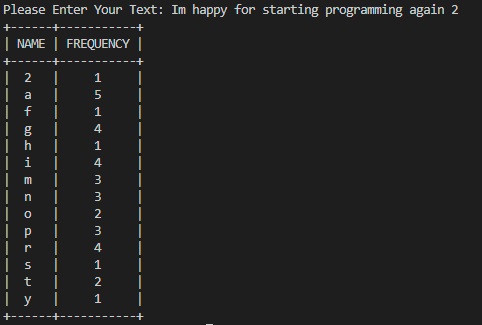 Please Enter Your Text: Im happy for starting programming again 2
+------+-----------+
| NAME | FREQUENCY |
+------+-----------+
|  2   |     1     |
|  a   |     5     |
|  f   |     1     |
|  g   |     4     |
|  h   |     1     |
|  i   |     4     |
|  m   |     3     |
|  n   |     3     |
|  o   |     2     |
|  p   |     3     |
|  r   |     4     |
|  s   |     1     |
|  t   |     2     |
|  y   |     1     |
+------+-----------+